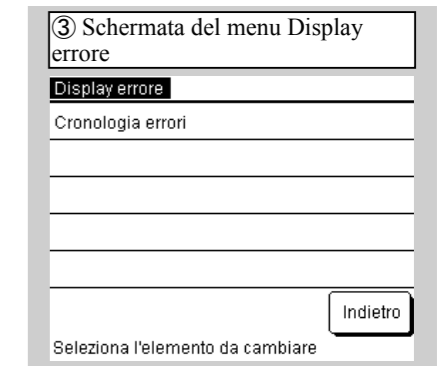 ③ Schermata del menu Display
errore
Display errore
Cronologia errori
Indietro
Seleziona l'elemento da cambiare